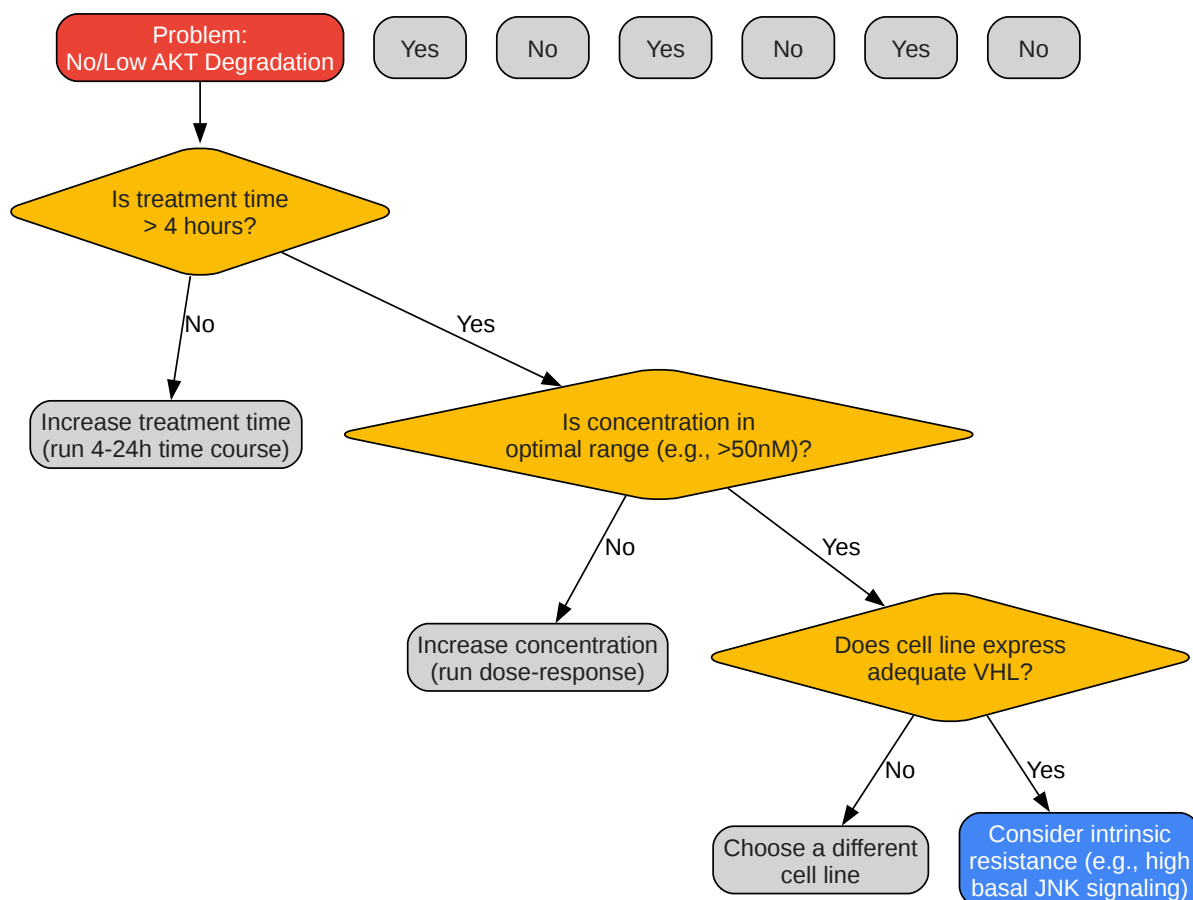 Problem:
No/Low AKT Degradation
Yes
No
Yes
No
Yes
No
Is treatment time
> 4 hours?
No
Yes
Increase treatment time
(run 4-24h time course)
Is concentration in
optimal range (e.g., >50nM)?
No
Yes
Increase concentration
(run dose-response)
Does cell line express
adequate VHL?
No
Yes
Choose a different
cell line
Consider intrinsic
resistance (e.g., high
basal JNK signaling)